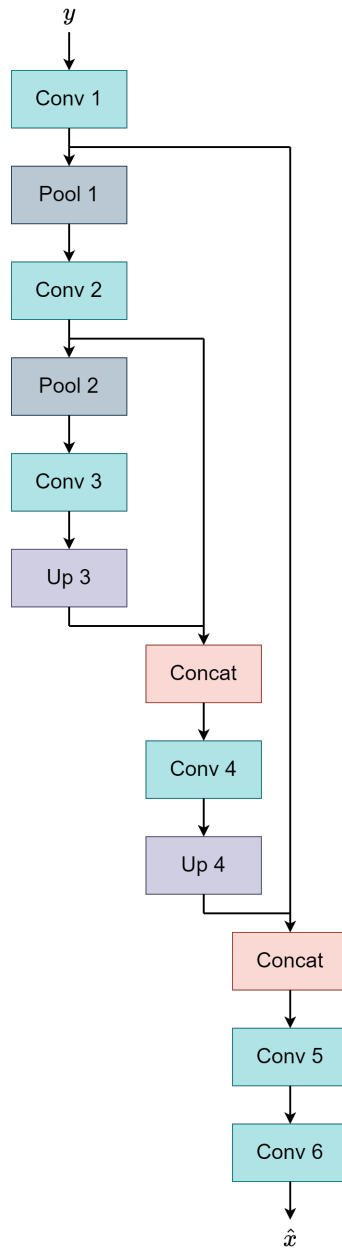 y
Conv 1
Pool 1
Conv 2
Pool 2
Conv 3
Up 3
Concat
Conv 4
Up 4
Concat
Conv 5
Conv 6
x̂